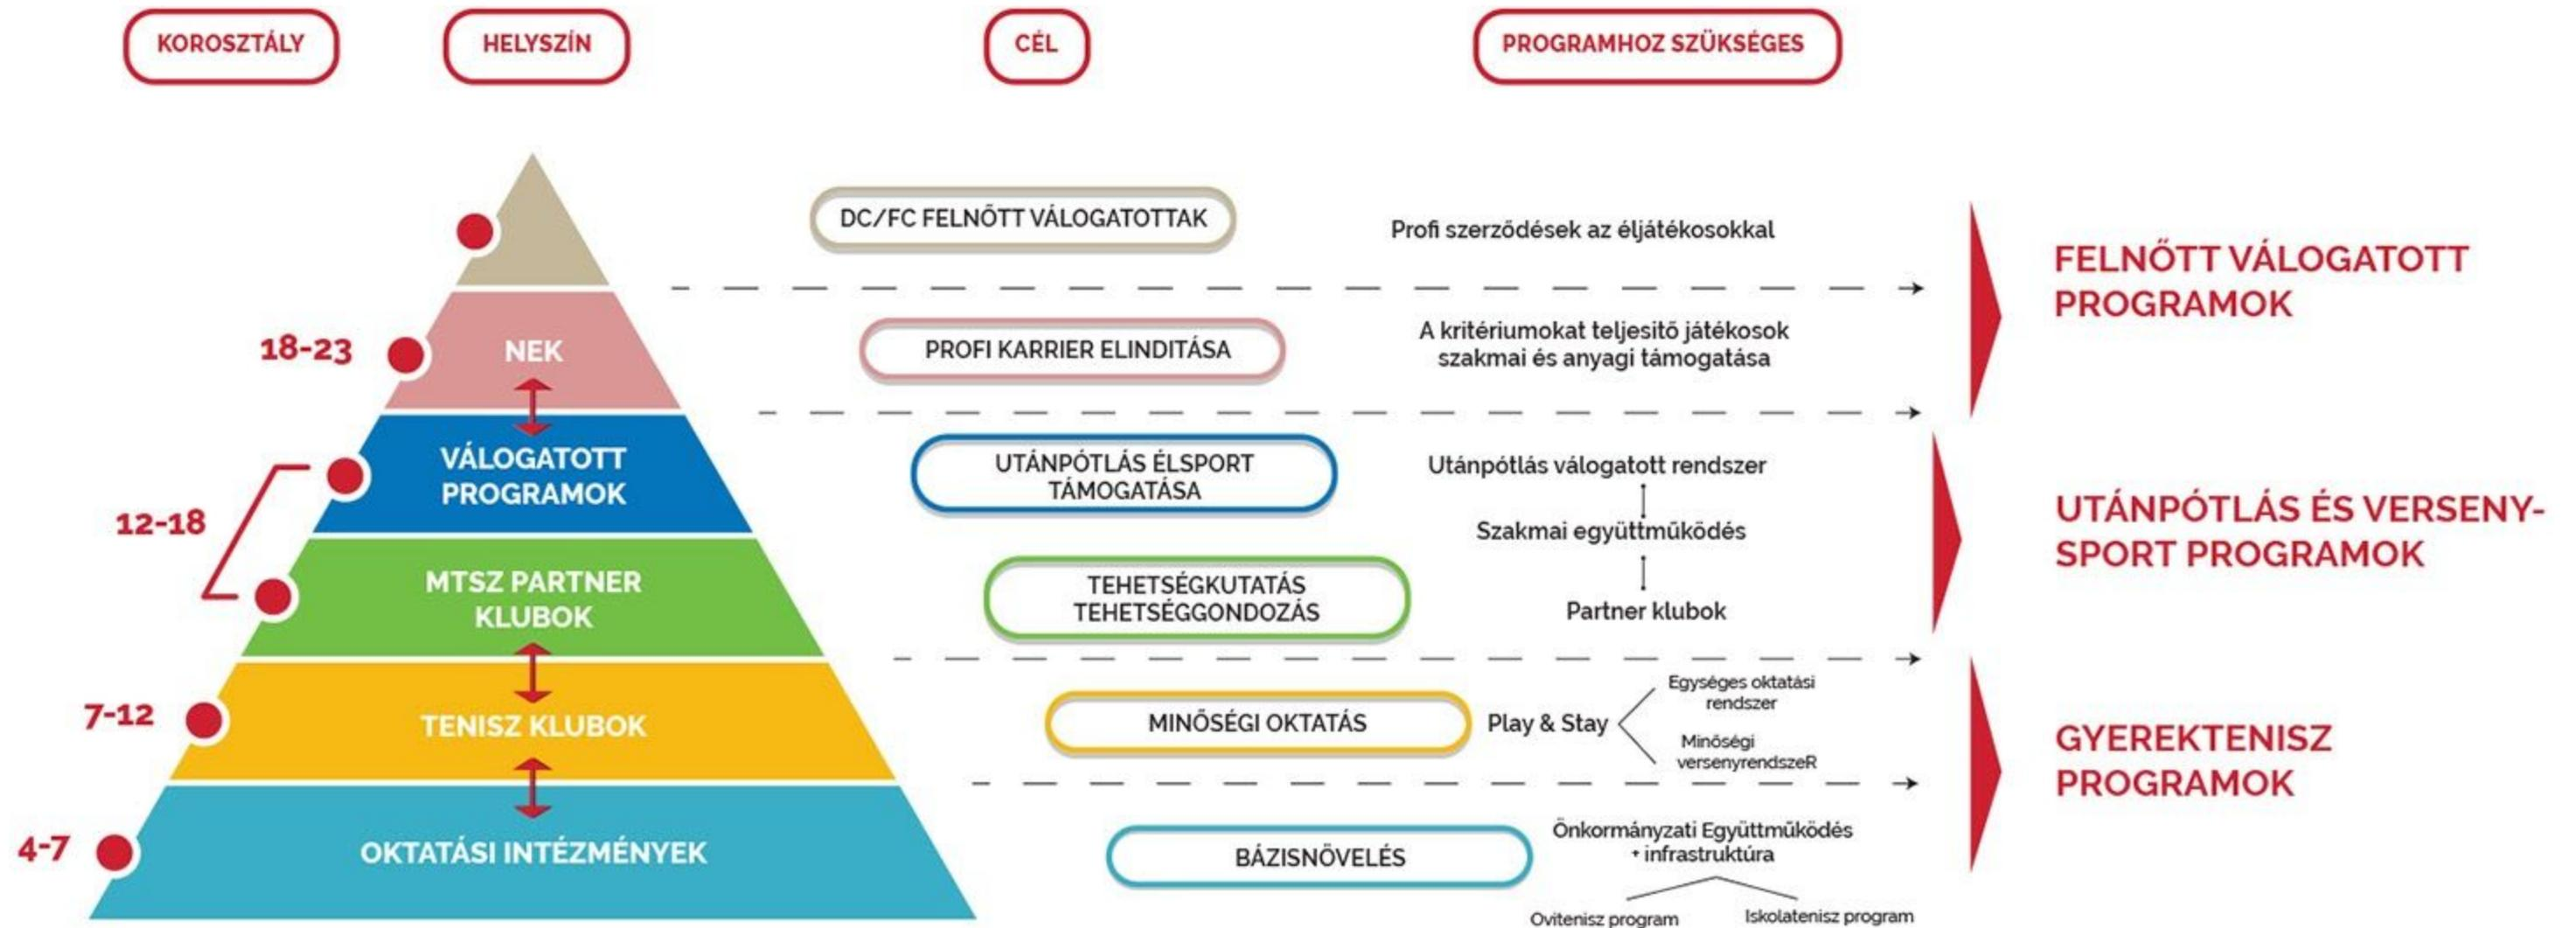 KOROSZTÁLY
HELYSZÍN
CÉL
PROGRAMHOZ SZÜKSÉGES
DC/FC FELNŐTT VÁLOGATOTTAK
Profi szerződések az éljátékosokkal
FELNŐTT VÁLOGATOTT
PROGRAMOK
18-23
NEK
PROFI KARRIER ELINDITÁSA
A kritériumokat teljesitő játékosok
szakmai és anyagi támogatása
12-18
VÁLOGATOTT
PROGRAMOK
UTÁNPÓTLÁS ÉLSPORT
TÁMOGATÁSA
Utánpótlás válogatott rendszer
Szakmai együttműködés
Partner klubok
UTÁNPÓTLÁS ÉS VERSENY-
SPORT PROGRAMOK
MTSZ PARTNER
KLUBOK
TEHETSÉGKUTATÁS
TEHETSÉGGONDOZÁS
7-12
TENISZ KLUBOK
MINŐSÉGI OKTATÁS
Play & Stay
Egységes oktatási
rendszer
Minőségi
versenyrendszeR
GYEREKTENISZ
PROGRAMOK
4-7
OKTATÁSI INTÉZMÉNYEK
BÁZISNÖVELÉS
Önkormányzati Együttműködés
+ infrastruktúra
Ovitenisz program
Iskolatenisz program